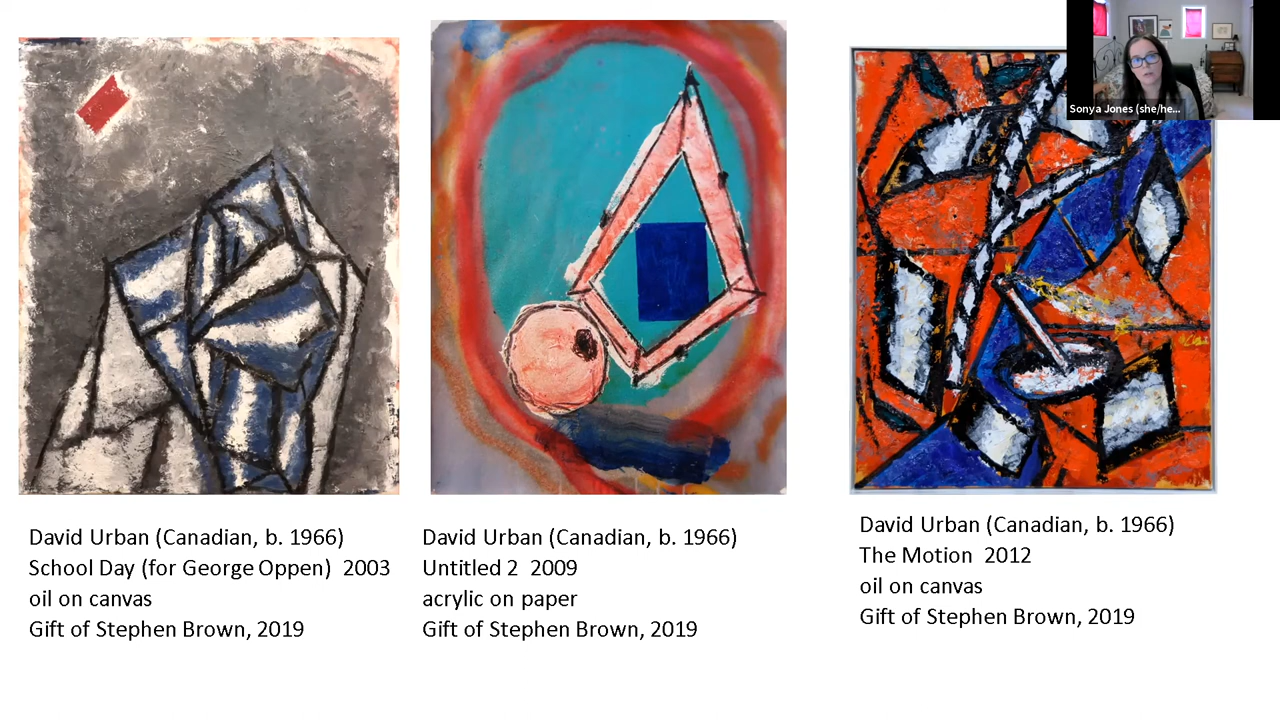 Sonya Jones (she/he...
David Urban (Canadian, b. 1966)
School Day (for George Oppen)  2003
oil on canvas
Gift of Stephen Brown, 2019
David Urban (Canadian, b. 1966)
Untitled 2  2009
acrylic on paper
Gift of Stephen Brown, 2019
David Urban (Canadian, b. 1966)
The Motion  2012
oil on canvas
Gift of Stephen Brown, 2019